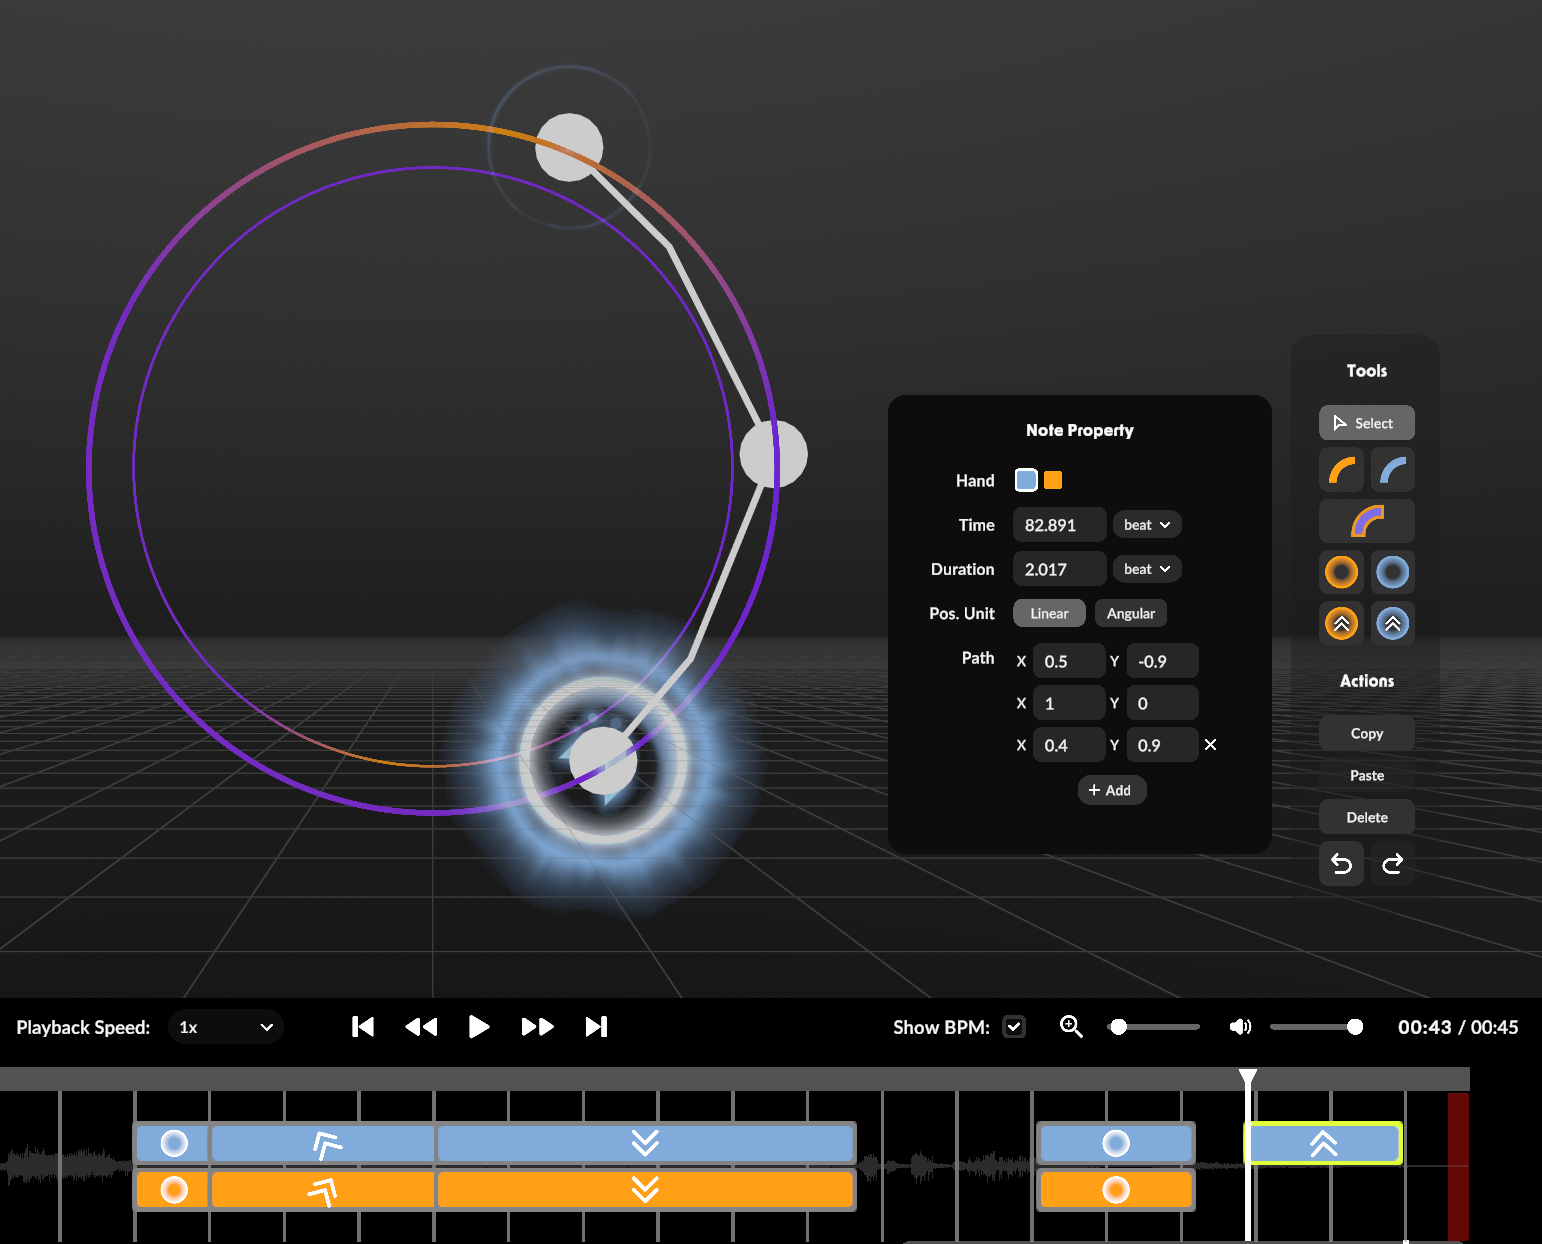 Tools
Select
Note Property
Hand
Time 82.891 beat
Duration 2.017 beat
Pos. Unit Linear Angular
Path X 0.5 Y -0.9
X 1 Y 0
X 0.4 Y 0.9
+ Add
Actions
Copy
Paste
Delete
Playback Speed: 1x
Show BPM:
00:43 / 00:45